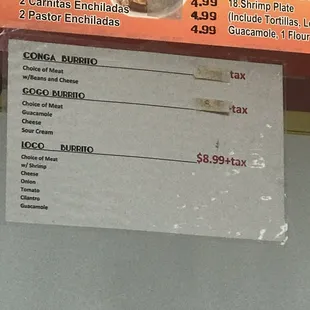 2 Carnitas Enchiladas 4.99
2 Pastor Enchiladas 4.99
4.99
18 Shrimp Plate
(Include Tortillas,
Guacamole, 1 Flour
CONGA BURRITO
Choice of Meat
w/Beans and Cheese
+tax
GOGO BURRITO
Choice of Meat
Guacamole
Cheese
Sour Cream
+tax
LOCO BURRITO
Choice of Meat
w/ Shrimp
Cheese
Onion
Tomato
Cilantro
Guacamole
$8.99+tax